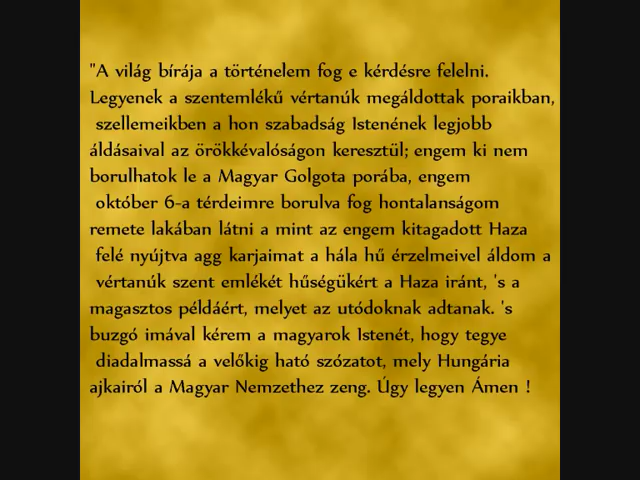 "A világ bírája a történelem fog e kérdésre felelni.
Legyenek a szentemlékű vértanúk megáldottak poraikban,
szellemeikben a hon szabadság Istenének legjobb
áldásaival az örökkévalóságon keresztül; engem ki nem
borulhatok le a Magyar Golgota porába, engem
október 6-a térdeimre borulva fog hontalanságom
remete lakában látni a mint az engem kitagadott Haza
felé nyújtva agg karjaimat a hála hű érzelmeivel áldom a
vértanúk szent emlékét hűségükért a Haza iránt, 's a
magasztos példáért, melyet az utódoknak adtanak. 's
buzgó imával kérem a magyarok Istenét, hogy tegye
diadalmassá a velőkig ható szózatot, mely Hungária
ajkairól a Magyar Nemzethez zeng. Úgy legyen Ámen !